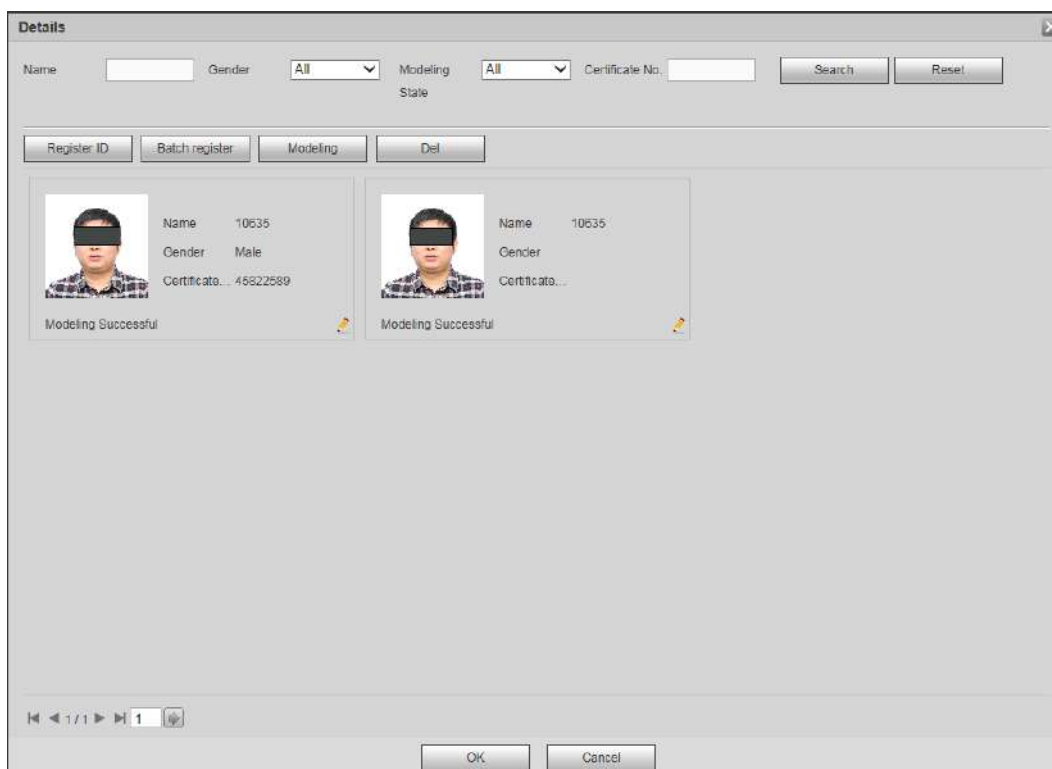 Details
Name Gender All Modeling State All Certificate No. Search Reset
Register ID Batch register Modeling Del
Name 10635
Gender Male
Certificate... 45822589
Modeling Successful
Name 10635
Gender
Certificate...
Modeling Successful
1 / 1 1
OK Cancel